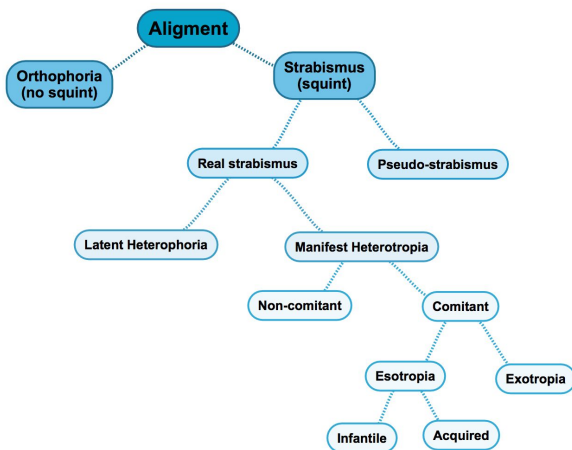 Aligment
Orthophoria
(no squint)
Strabismus
(squint)
Real strabismus
Pseudo-strabismus
Latent Heterophoria
Manifest Heterotropia
Non-comitant
Comitant
Esotropia
Exotropia
Infantile
Acquired